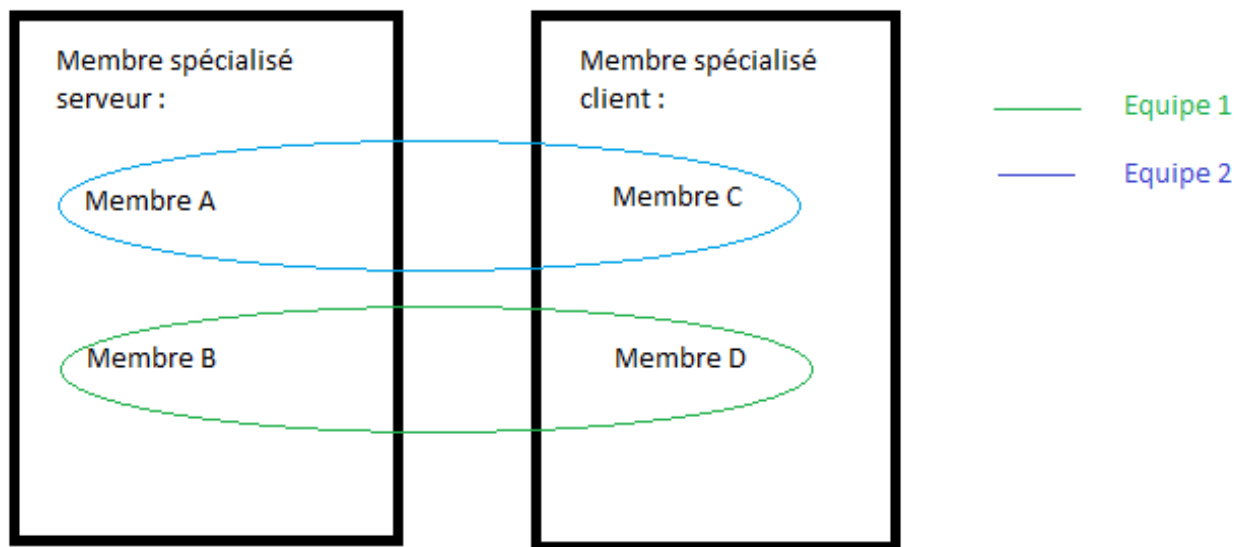 Membre spécialisé
serveur :
Membre A
Membre B
Membre spécialisé
client :
Membre C
Membre D
Equipe 1
Equipe 2